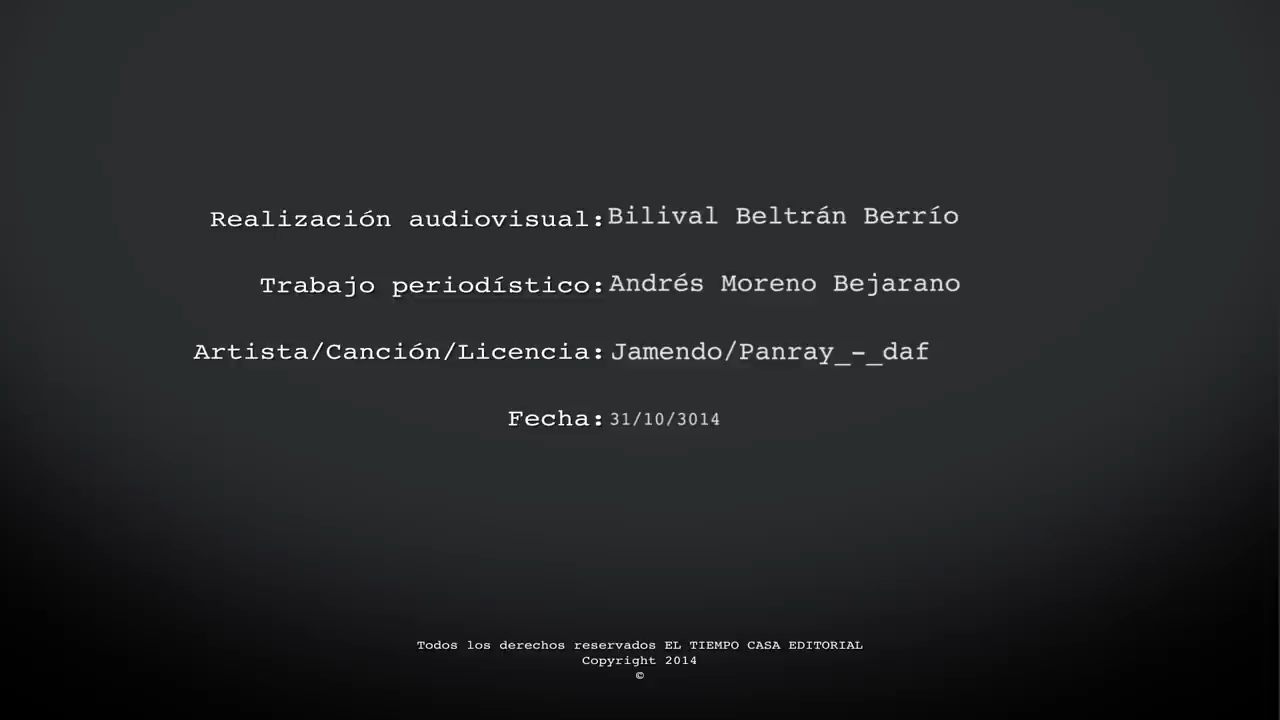 Realización audiovisual: Bilival Beltrán Berrío
Trabajo periodístico: Andrés Moreno Bejarano
Artista/Canción/Licencia: Jamendo/Panray_-_daf
Fecha: 31/10/3014
Todos los derechos reservados EL TIEMPO CASA EDITORIAL
Copyright 2014
©